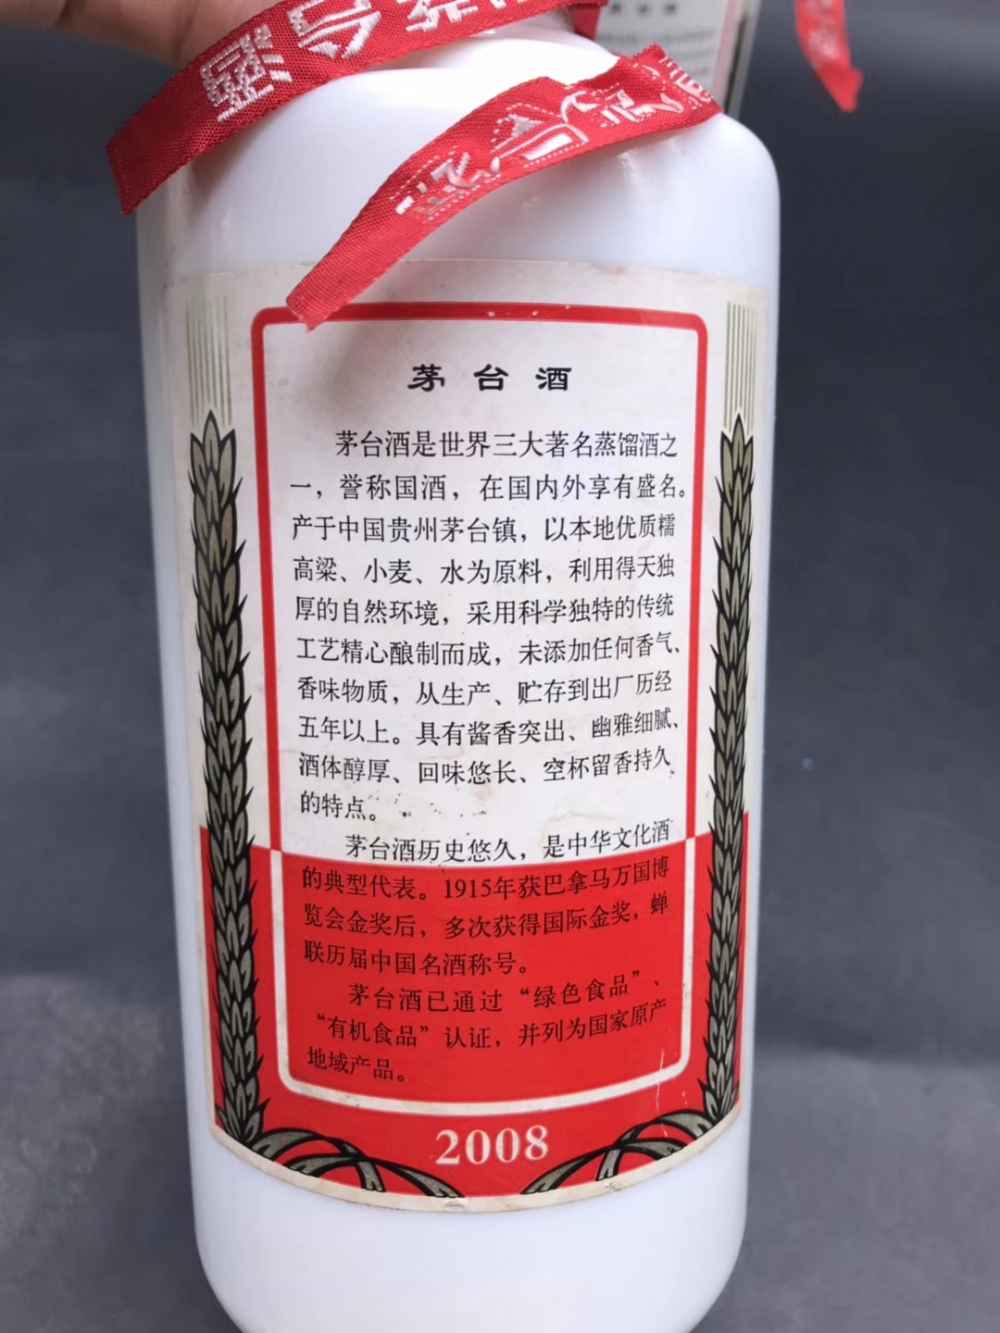 茅台酒
茅台酒是世界三大著名蒸馏酒之
一，誉称国酒，在国内外享有盛名。
产于中国贵州茅台镇，以本地优质糯
高粱、小麦、水为原料，利用得天独
厚的自然环境，采用科学独特的传统
工艺精心酿制而成，未添加任何香气、
香味物质，从生产、贮存到出厂历经
五年以上。具有酱香突出、幽雅细腻、
酒体醇厚、回味悠长、空杯留香持久
的特点。
茅台酒历史悠久，是中华文化酒
的典型代表。1915年获巴拿马万国博
览会金奖后，多次获得国际金奖，蝉
联历届中国名酒称号。
茅台酒已通过“绿色食品”、
“有机食品”认证，并列为国家原产
地域产品。
2008